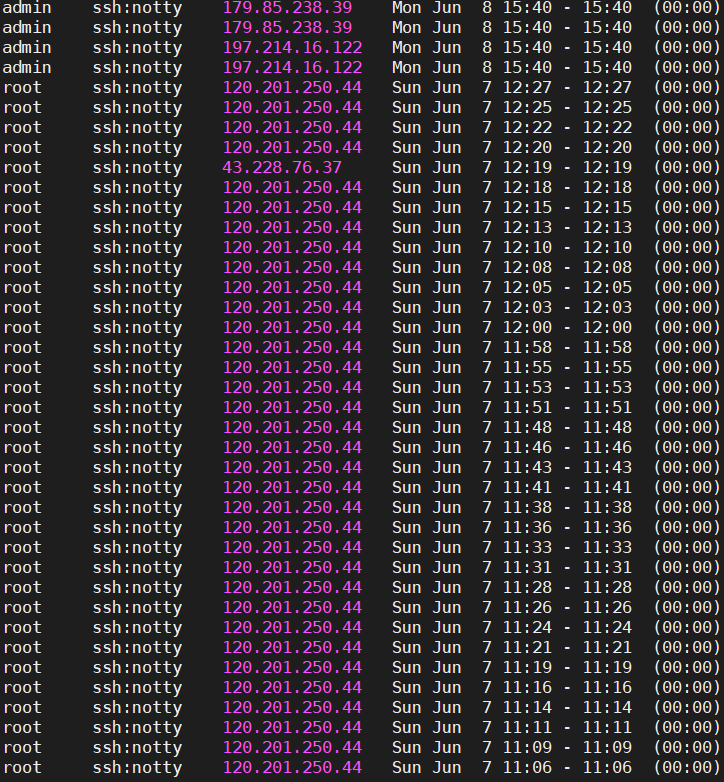 admin    ssh:notty    179.85.238.39    Mon Jun  8 15:40 - 15:40  (00:00)
admin    ssh:notty    179.85.238.39    Mon Jun  8 15:40 - 15:40  (00:00)
admin    ssh:notty    197.214.16.122   Mon Jun  8 15:40 - 15:40  (00:00)
admin    ssh:notty    197.214.16.122   Mon Jun  8 15:40 - 15:40  (00:00)
root     ssh:notty    120.201.250.44   Sun Jun  7 12:27 - 12:27  (00:00)
root     ssh:notty    120.201.250.44   Sun Jun  7 12:25 - 12:25  (00:00)
root     ssh:notty    120.201.250.44   Sun Jun  7 12:22 - 12:22  (00:00)
root     ssh:notty    120.201.250.44   Sun Jun  7 12:20 - 12:20  (00:00)
root     ssh:notty    43.228.76.37     Sun Jun  7 12:19 - 12:19  (00:00)
root     ssh:notty    120.201.250.44   Sun Jun  7 12:18 - 12:18  (00:00)
root     ssh:notty    120.201.250.44   Sun Jun  7 12:15 - 12:15  (00:00)
root     ssh:notty    120.201.250.44   Sun Jun  7 12:13 - 12:13  (00:00)
root     ssh:notty    120.201.250.44   Sun Jun  7 12:10 - 12:10  (00:00)
root     ssh:notty    120.201.250.44   Sun Jun  7 12:08 - 12:08  (00:00)
root     ssh:notty    120.201.250.44   Sun Jun  7 12:05 - 12:05  (00:00)
root     ssh:notty    120.201.250.44   Sun Jun  7 12:03 - 12:03  (00:00)
root     ssh:notty    120.201.250.44   Sun Jun  7 12:00 - 12:00  (00:00)
root     ssh:notty    120.201.250.44   Sun Jun  7 11:58 - 11:58  (00:00)
root     ssh:notty    120.201.250.44   Sun Jun  7 11:55 - 11:55  (00:00)
root     ssh:notty    120.201.250.44   Sun Jun  7 11:53 - 11:53  (00:00)
root     ssh:notty    120.201.250.44   Sun Jun  7 11:51 - 11:51  (00:00)
root     ssh:notty    120.201.250.44   Sun Jun  7 11:48 - 11:48  (00:00)
root     ssh:notty    120.201.250.44   Sun Jun  7 11:46 - 11:46  (00:00)
root     ssh:notty    120.201.250.44   Sun Jun  7 11:43 - 11:43  (00:00)
root     ssh:notty    120.201.250.44   Sun Jun  7 11:41 - 11:41  (00:00)
root     ssh:notty    120.201.250.44   Sun Jun  7 11:38 - 11:38  (00:00)
root     ssh:notty    120.201.250.44   Sun Jun  7 11:36 - 11:36  (00:00)
root     ssh:notty    120.201.250.44   Sun Jun  7 11:33 - 11:33  (00:00)
root     ssh:notty    120.201.250.44   Sun Jun  7 11:31 - 11:31  (00:00)
root     ssh:notty    120.201.250.44   Sun Jun  7 11:28 - 11:28  (00:00)
root     ssh:notty    120.201.250.44   Sun Jun  7 11:26 - 11:26  (00:00)
root     ssh:notty    120.201.250.44   Sun Jun  7 11:24 - 11:24  (00:00)
root     ssh:notty    120.201.250.44   Sun Jun  7 11:21 - 11:21  (00:00)
root     ssh:notty    120.201.250.44   Sun Jun  7 11:19 - 11:19  (00:00)
root     ssh:notty    120.201.250.44   Sun Jun  7 11:16 - 11:16  (00:00)
root     ssh:notty    120.201.250.44   Sun Jun  7 11:14 - 11:14  (00:00)
root     ssh:notty    120.201.250.44   Sun Jun  7 11:11 - 11:11  (00:00)
root     ssh:notty    120.201.250.44   Sun Jun  7 11:09 - 11:09  (00:00)
root     ssh:notty    120.201.250.44   Sun Jun  7 11:06 - 11:06  (00:00)